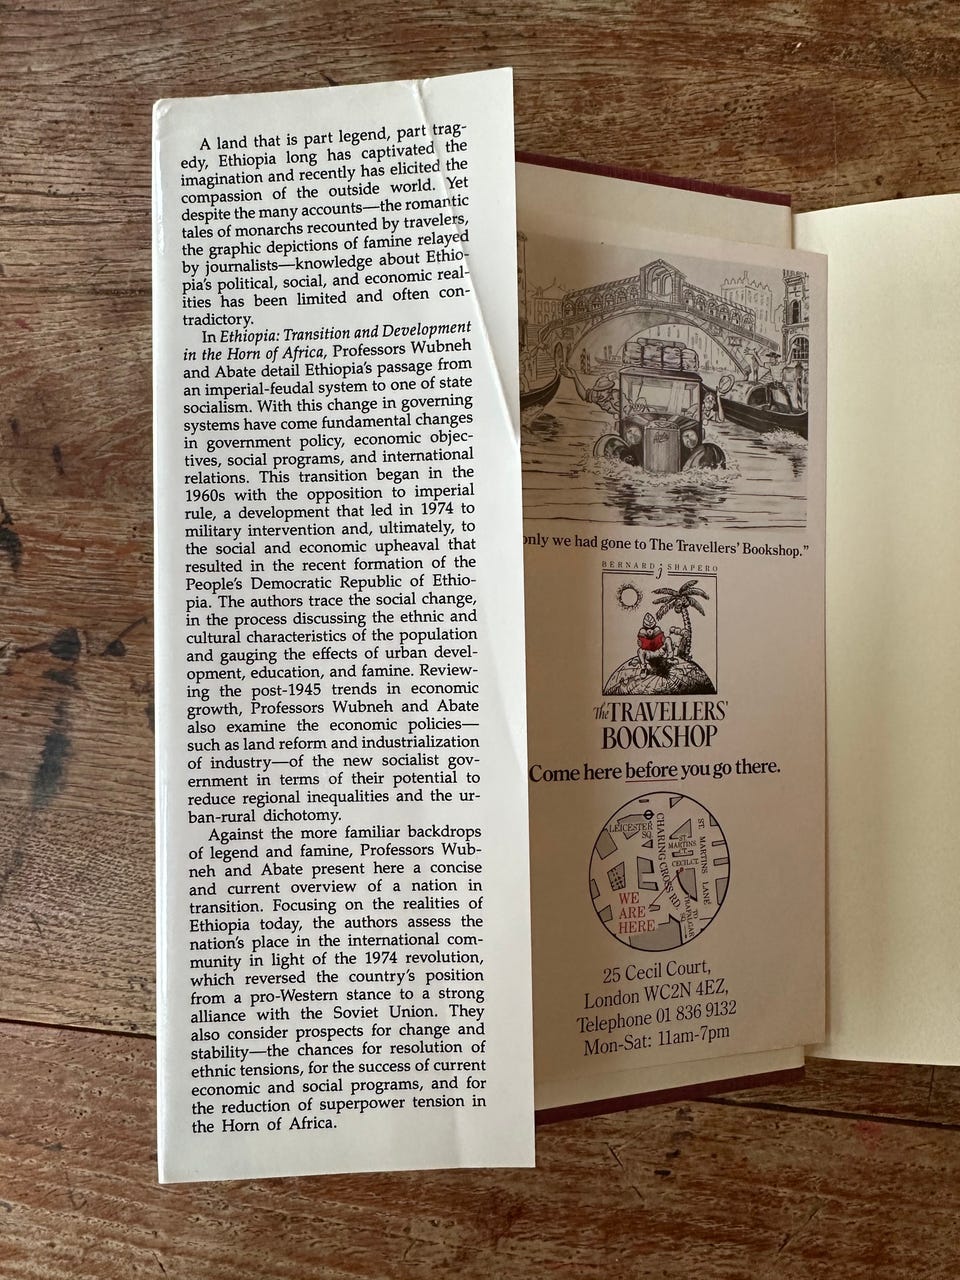 A land that is part legend, part trag-
edy, Ethiopia long has captivated the
imagination and recently has elicited the
compassion of the outside world. Yet
despite the many accounts—the romantic
tales of monarchs recounted by travelers,
the graphic depictions of famine relayed
by journalists—knowledge about Ethio-
pia's political, social, and economic real-
ities has been limited and often con-
tradictory.
In Ethiopia: Transition and Development
in the Horn of Africa, Professors Wubneh
and Abate detail Ethiopia's passage from
an imperial-feudal system to one of state
socialism. With this change in governing
systems have come fundamental changes
in government policy, economic objec-
tives, social programs, and international
relations. This transition began in the
1960s with the opposition to imperial
rule, a development that led in 1974 to
military intervention and, ultimately, to
the social and economic upheaval that
resulted in the recent formation of the
People's Democratic Republic of Ethio-
pia. The authors trace the social change,
in the process discussing the ethnic and
cultural characteristics of the population
and gauging the effects of urban devel-
opment, education, and famine. Review-
ing the post-1945 trends in economic
growth, Professors Wubneh and Abate
also examine the economic policies—
such as land reform and industrialization
of industry—of the new socialist gov-
ernment in terms of their potential to
reduce regional inequalities and the ur-
ban-rural dichotomy.
Against the more familiar backdrops
of legend and famine, Professors Wub-
neh and Abate present here a concise
and current overview of a nation in
transition. Focusing on the realities of
Ethiopia today, the authors assess the
nation's place in the international com-
munity in light of the 1974 revolution,
which reversed the country's position
from a pro-Western stance to a strong
alliance with the Soviet Union. They
also consider prospects for change and
stability—the chances for resolution of
ethnic tensions, for the success of current
economic and social programs, and for
the reduction of superpower tension in
the Horn of Africa.
only we had gone to The Travellers' Bookshop."
BERNARD j SHAPERO
The TRAVELLERS'
BOOKSHOP
Come here before you go there.
LEICESTER
SQ.
CHARING CROSS RD.
ST.
MARTINS
CT.
CECIL CT.
ST. MARTINS LANE
TO
TRAFALGAR
SQ.
WE
ARE
HERE
25 Cecil Court,
London WC2N 4EZ,
Telephone 01 836 9132
Mon-Sat: 11am-7pm